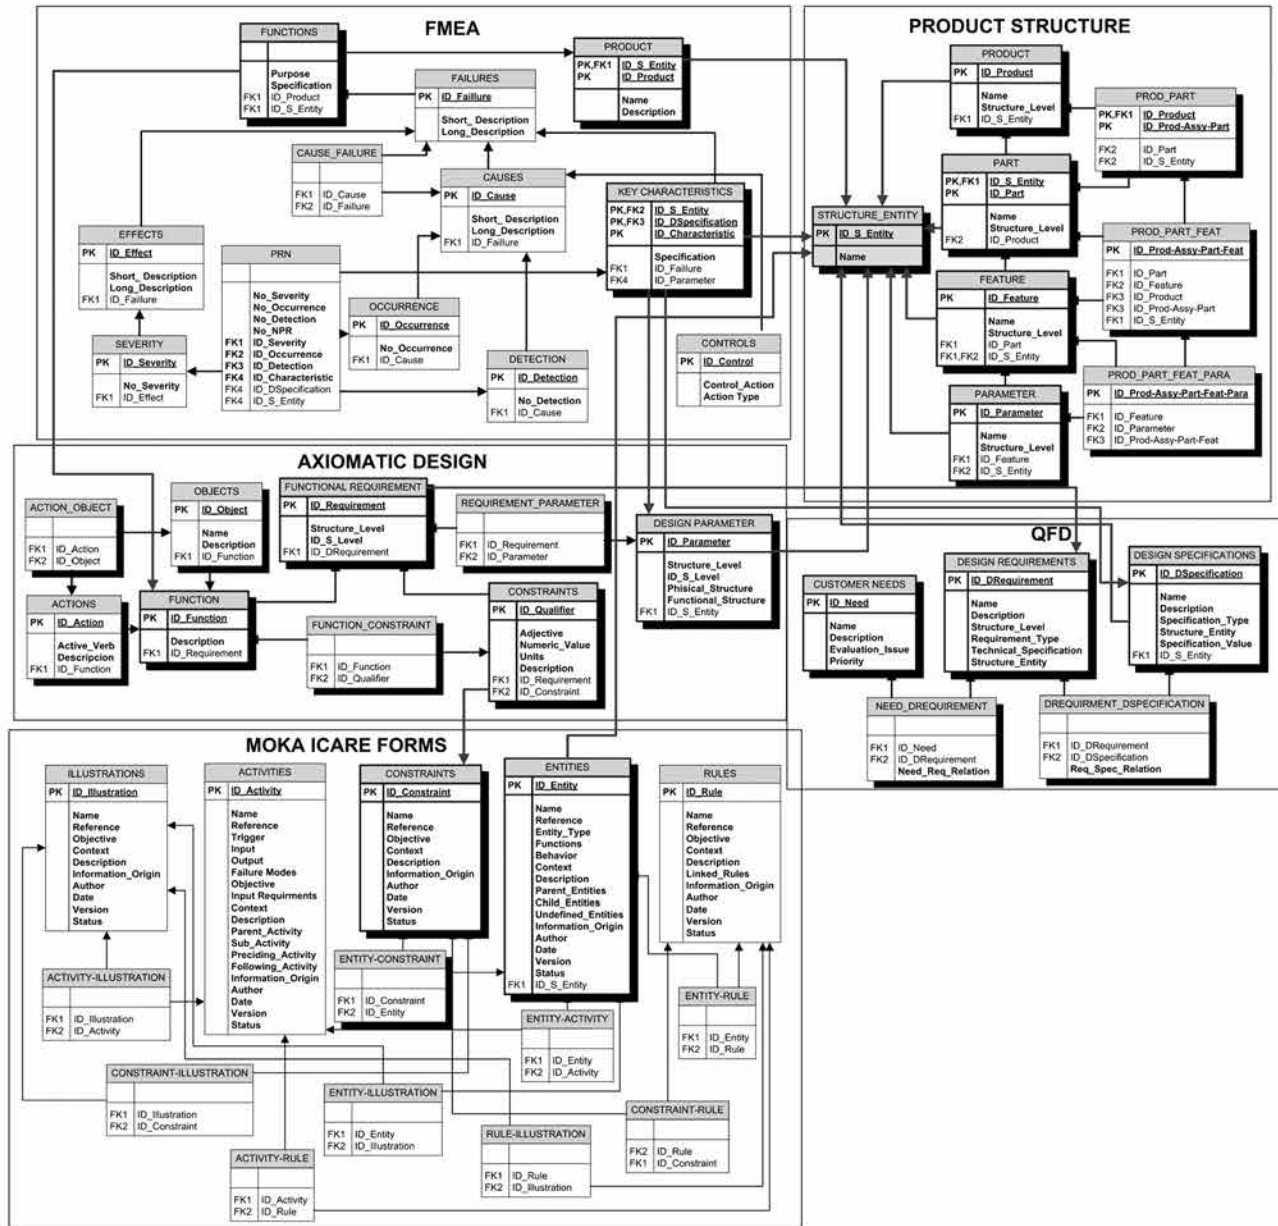 FMEA
FUNCTIONS
Purpose
Specification
FK1 ID_Product
FK1 ID_S_Entity
PRODUCT
PK,FK1 ID_S_Entity
PK ID_Product
Name
Description
FAILURES
PK ID_Faillure
Short_ Description
Long_Description
CAUSE_FAILURE
FK1 ID_Cause
FK2 ID_Failure
CAUSES
PK ID_Cause
Short_ Description
Long_Description
FK1 ID_Failure
KEY CHARACTERISTICS
PK,FK2 ID_S_Entity
PK,FK3 ID_DSpecification
PK ID_Characteristic
Specification
FK1 ID_Faillure
FK4 ID_Parameter
EFFECTS
PK ID_Effect
Short_ Description
Long_Description
FK1 ID_Failure
PRN
No_Severity
No_Occurrence
No_Detection
No_NPR
FK1 ID_Severity
FK2 ID_Occurrence
FK3 ID_Detection
FK4 ID_Characteristic
FK4 ID_DSpecification
FK4 ID_S_Entity
OCCURRENCE
PK ID_Occurrence
No_Occurrence
FK1 ID_Cause
SEVERITY
PK ID_Severity
No_Severity
FK1 ID_Effect
DETECTION
PK ID_Detection
No_Detection
FK1 ID_Cause
CONTROLS
PK ID_Control
Control_Action
Action Type
PRODUCT STRUCTURE
PRODUCT
PK ID_Product
Name
Structure_Level
FK1 ID_S_Entity
PROD_PART
PK,FK1 ID_Product
PK ID_Prod-Assy-Part
FK2 ID_Part
FK2 ID_S_Entity
PART
PK,FK1 ID_S_Entity
PK ID_Part
Name
Structure_Level
FK2 ID_Product
STRUCTURE_ENTITY
PK ID_S_Entity
Name
PROD_PART_FEAT
PK ID_Prod-Assy-Part-Feat
FK1 ID_Part
FK2 ID_Feature
FK3 ID_Product
FK3 ID_Prod-Assy-Part
FK1 ID_S_Entity
FEATURE
PK ID_Feature
Name
Structure_Level
FK1 ID_Part
FK1,FK2 ID_S_Entity
PROD_PART_FEAT_PARA
PK ID_Prod-Assy-Part-Feat-Para
FK1 ID_Feature
FK2 ID_Parameter
FK3 ID_Prod-Assy-Part-Feat
PARAMETER
PK ID_Parameter
Name
Structure_Level
FK1 ID_Feature
FK2 ID_S_Entity
AXIOMATIC DESIGN
ACTION_OBJECT
FK1 ID_Action
FK2 ID_Object
OBJECTS
PK ID_Object
Name
Description
FK1 ID_Function
FUNCTIONAL REQUIREMENT
PK ID_Requirement
Structure_Level
ID_S_Level
FK1 ID_DRequirement
REQUIREMENT_PARAMETER
FK1 ID_Requirement
FK2 ID_Parameter
DESIGN PARAMETER
PK ID_Parameter
Structure_Level
ID_S_Level
Phisical_Structure
Functional_Structure
FK1 ID_S_Entity
ACTIONS
PK ID_Action
Active_Verb
Descripcion
FK1 ID_Function
FUNCTION
PK ID_Function
Description
FK1 ID_Requirement
FUNCTION_CONSTRAINT
FK1 ID_Function
FK2 ID_Qualifier
CONSTRAINTS
PK ID_Qualifier
Adjective
Numeric_Value
Units
Description
FK1 ID_Requirement
FK2 ID_Constraint
QFD
CUSTOMER NEEDS
PK ID_Need
Name
Description
Evaluation_Issue
Priority
DESIGN REQUIREMENTS
PK ID_DRequirement
Name
Description
Structure_Level
Requirement_Type
Technical_Specification
Structure_Entity
DESIGN SPECIFICATIONS
PK ID_DSpecification
Name
Description
Specification_Type
Structure_Entity
Specification_Value
FK1 ID_S_Entity
NEED_DREQUIREMENT
FK1 ID_Need
FK2 ID_DRequirement
Need_Req_Relation
DREQUIRMENT_DSPECIFICATION
FK1 ID_DRequirement
FK2 ID_DSpecification
Req_Spec_Relation
MOKA ICARE FORMS
ILLUSTRATIONS
PK ID_Illustration
Name
Reference
Objective
Context
Description
Information_Origin
Author
Date
Version
Status
ACTIVITIES
PK ID_Activity
Name
Reference
Trigger
Input
Output
Failure Modes
Objective
Input Requirments
Context
Description
Parent_Activity
Sub_Activity
Preciding_Activity
Following_Activity
Information_Origin
Author
Date
Version
Status
CONSTRAINTS
PK ID_Constraint
Name
Reference
Objective
Context
Description
Information_Origin
Author
Date
Version
Status
ENTITIES
PK ID_Entity
Name
Reference
Entity_Type
Functions
Behavior
Context
Description
Parent_Entities
Child_Entities
Undefined_Entities
Information_Origin
Author
Date
Version
Status
FK1 ID_S_Entity
RULES
PK ID_Rule
Name
Reference
Objective
Context
Description
Linked_Rules
Information_Origin
Author
Date
Version
Status
ACTIVITY-ILLUSTRATION
FK1 ID_Illustration
FK2 ID_Activity
ENTITY-CONSTRAINT
FK1 ID_Constraint
FK2 ID_Entity
ENTITY-ACTIVITY
FK1 ID_Entity
FK2 ID_Activity
ENTITY-RULE
FK1 ID_Entity
FK2 ID_Rule
CONSTRAINT-ILLUSTRATION
FK1 ID_Illustration
FK2 ID_Constraint
ENTITY-ILLUSTRATION
FK1 ID_Entity
FK2 ID_Illustration
CONSTRAINT-RULE
FK2 ID_Rule
FK1 ID_Constraint
RULE-ILLUSTRATION
FK1 ID_Rule
FK2 ID_Illustration
ACTIVITY-RULE
FK1 ID_Activity
FK2 ID_Rule